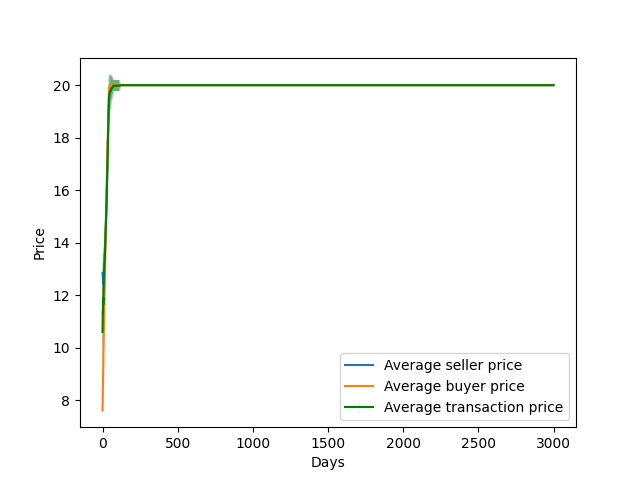 20
18
16
14
12
10
8
Price
0
500
1000
1500
2000
2500
3000
Days
Average seller price
Average buyer price
Average transaction price